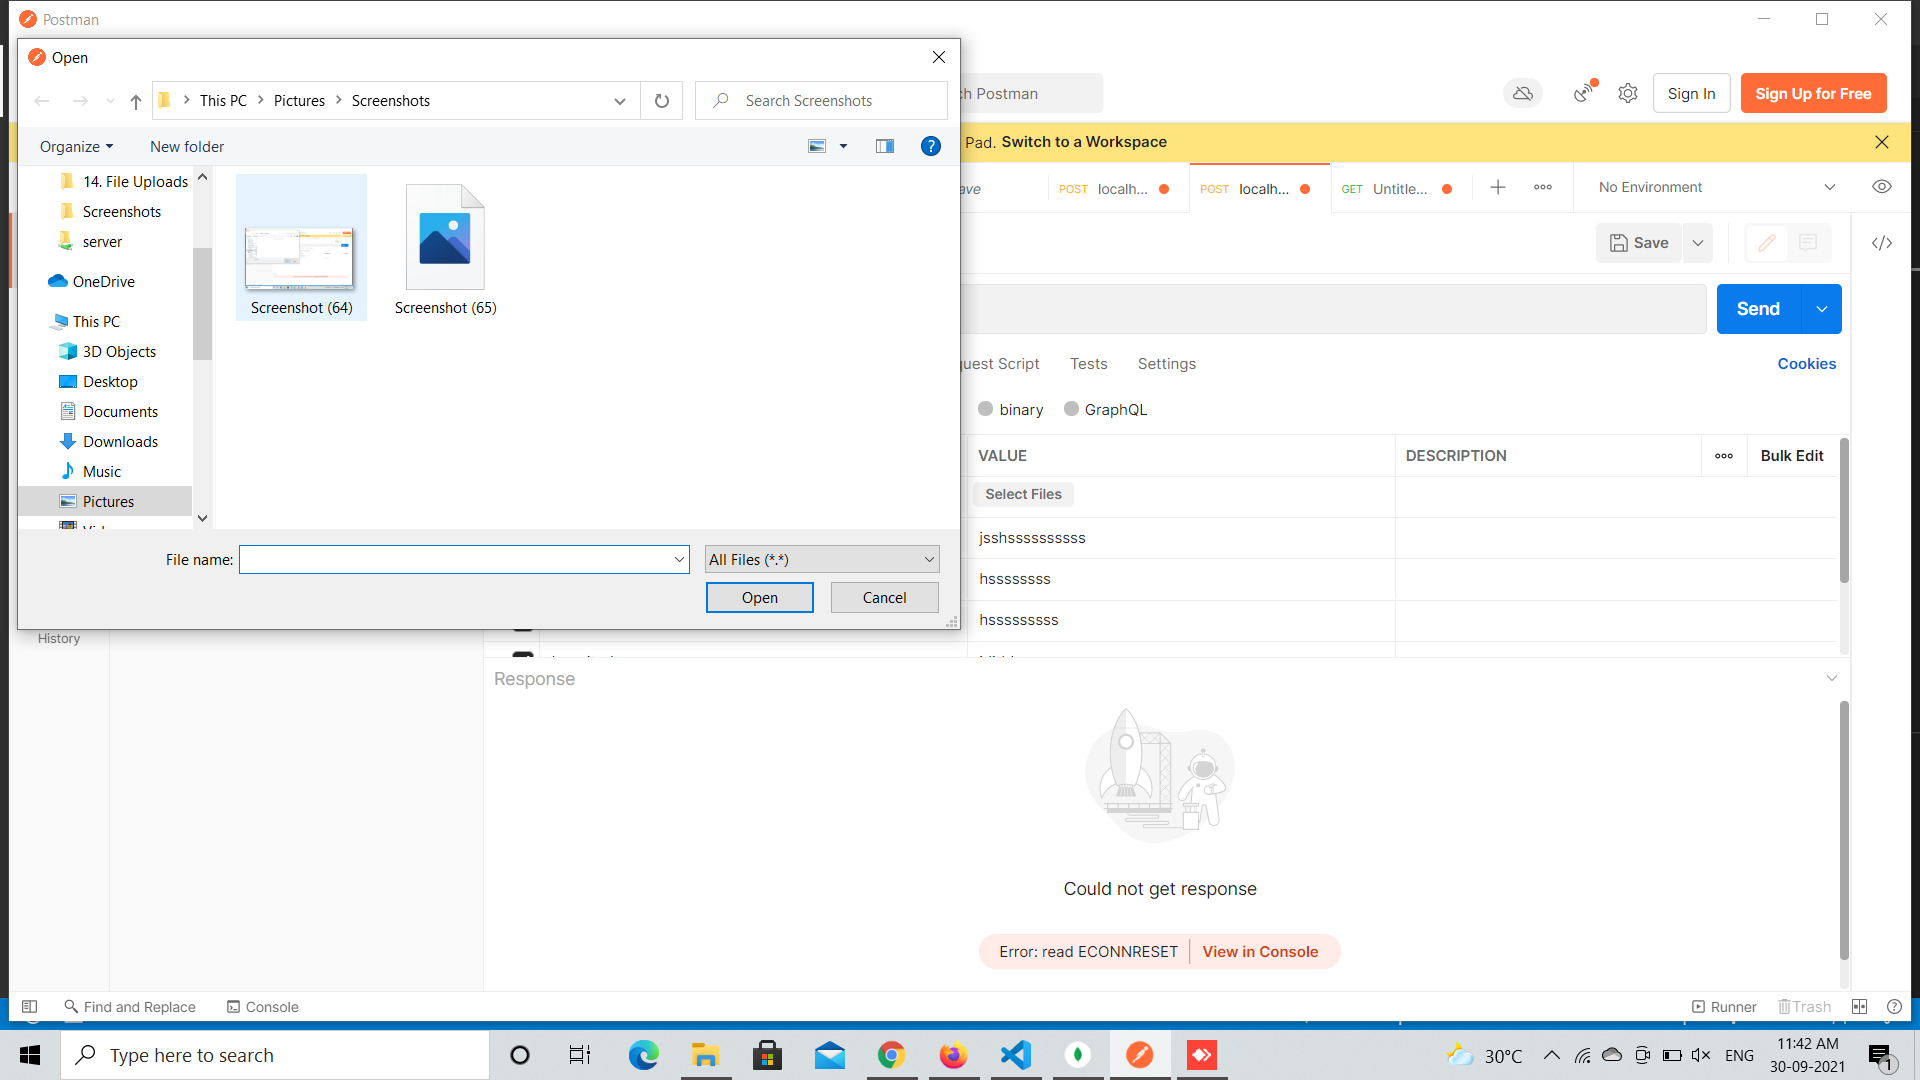 Postman
Open
This PC
Pictures
Screenshots
Search Screenshots
ch Postman
Sign In
Sign Up for Free
Organize
New folder
Pad. Switch to a Workspace
14. File Uploads
Screenshots
server
OneDrive
This PC
3D Objects
Desktop
Documents
Downloads
Music
Pictures
Screenshot (64)
Screenshot (65)
File name:
All Files (*.*)
Open
Cancel
ave
POST localh...
POST localh...
GET Untitle...
No Environment
Save
Send
quest Script
Tests
Settings
Cookies
binary
GraphQL
VALUE
DESCRIPTION
Bulk Edit
Select Files
jsshssssssssss
hssssssss
hsssssssss
History
Response
Could not get response
Error: read ECONNRESET
View in Console
Find and Replace
Console
Runner
Trash
Type here to search
30°C
ENG
11:42 AM
30-09-2021
1